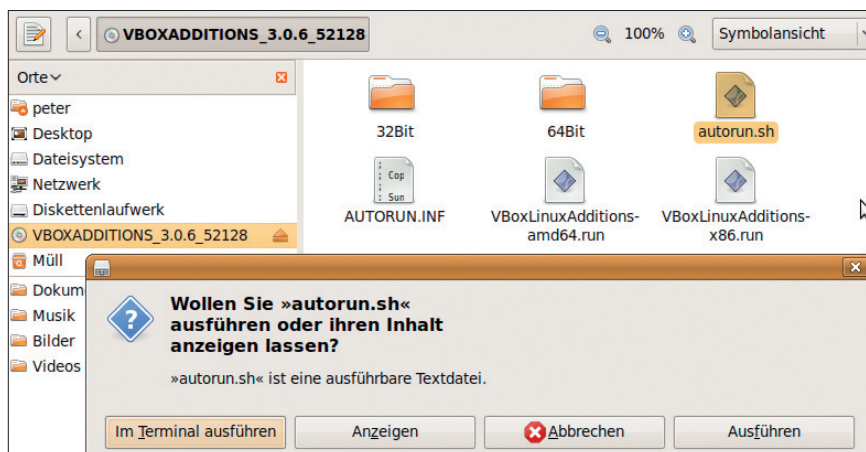 VBOXADDITIONS_3.0.6_52128
100%
Symbolansicht
Orte
peter
Desktop
Dateisystem
Netzwerk
Diskettenlaufwerk
VBOXADDITIONS_3.0.6_52128
Müll
Dokum
Musik
Bilder
Videos
32Bit
64Bit
autorun.sh
; Cop
; Sun
AUTORUN.INF
VBoxLinuxAdditions-
amd64.run
VBoxLinuxAdditions-
x86.run
Wollen Sie »autorun.sh«
ausführen oder ihren Inhalt
anzeigen lassen?
»autorun.sh« ist eine ausführbare Textdatei.
Im Terminal ausführen
Anzeigen
Abbrechen
Ausführen